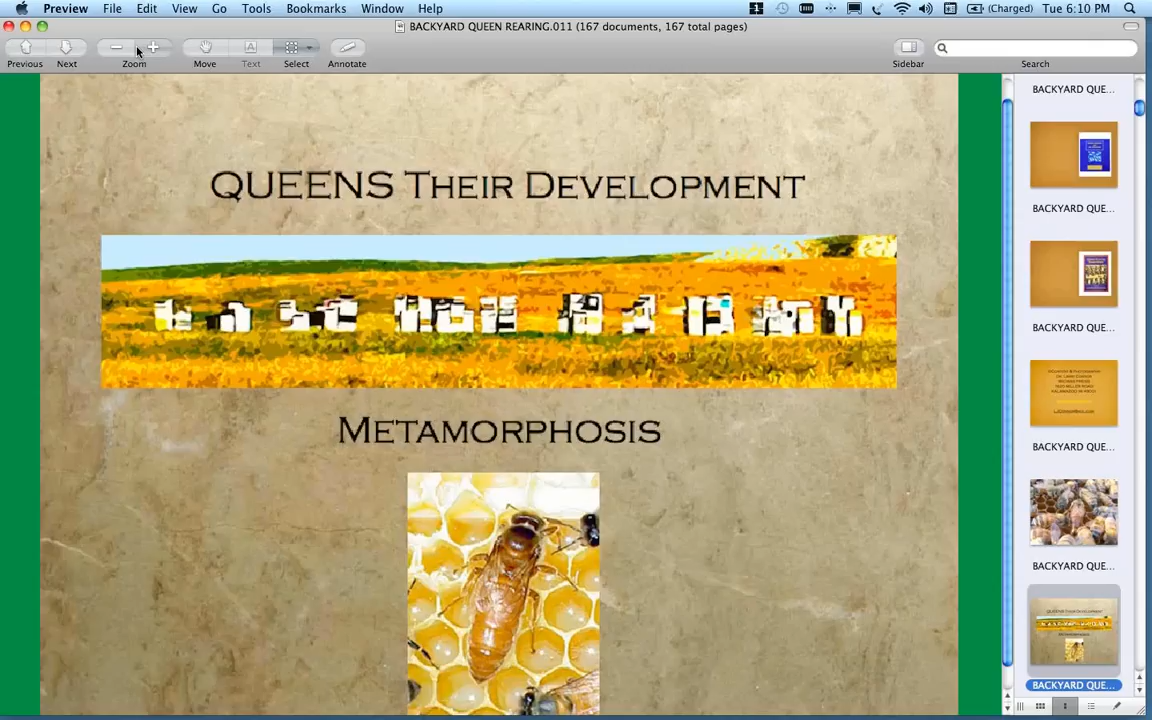 Preview File Edit View Go Tools Bookmarks Window Help
(Charged) Tue 6:10 PM
BACKYARD QUEEN REARING.011 (167 documents, 167 total pages)
Previous Next Zoom Move Text Select Annotate Sidebar Search
QUEENS THEIR DEVELOPMENT
METAMORPHOSIS
BACKYARD QUE...
BACKYARD QUE...
BACKYARD QUE...
BACKYARD QUE...
BACKYARD QUE...
BACKYARD QUE...